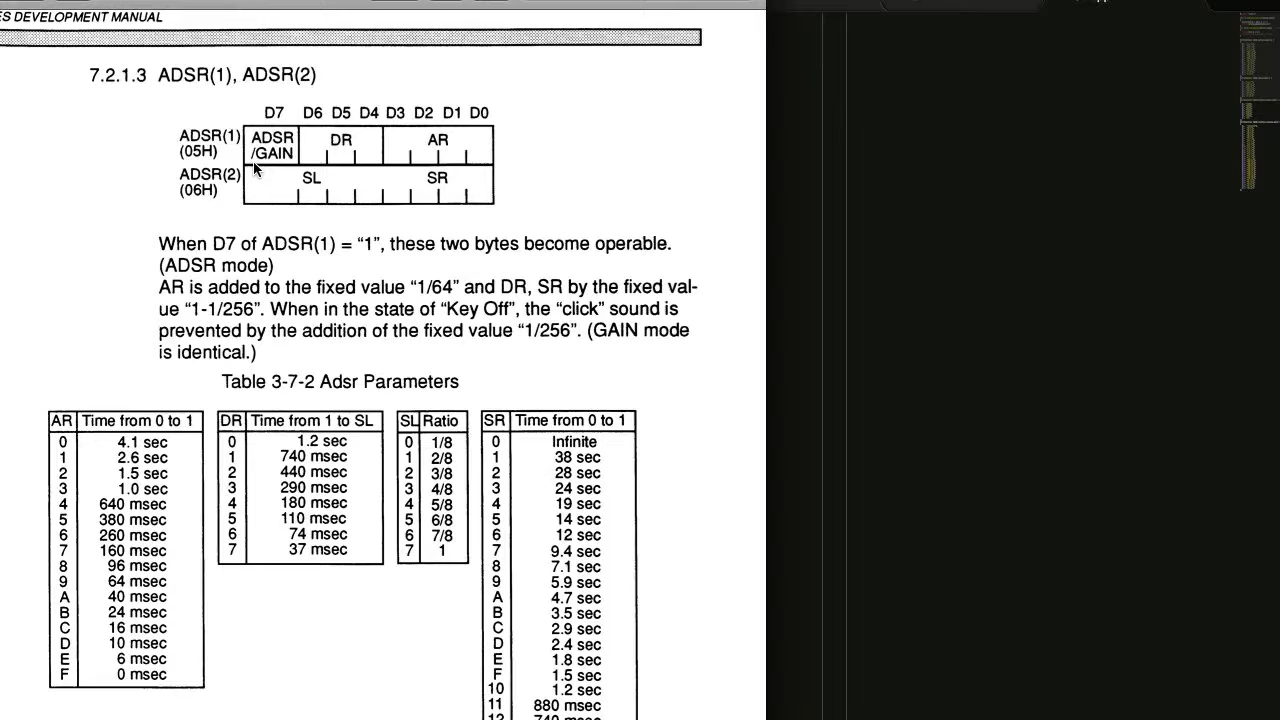 ES DEVELOPMENT MANUAL
7.2.1.3 ADSR(1), ADSR(2)
D7 D6 D5 D4 D3 D2 D1 D0
ADSR(1) ADSR DR AR
(05H) /GAIN
ADSR(2) SL SR
(06H)
When D7 of ADSR(1) = “1”, these two bytes become operable.
(ADSR mode)
AR is added to the fixed value “1/64” and DR, SR by the fixed val-
ue “1-1/256”. When in the state of “Key Off”, the “click” sound is
prevented by the addition of the fixed value “1/256”. (GAIN mode
is identical.)
Table 3-7-2 Adsr Parameters
AR Time from 0 to 1 DR Time from 1 to SL SL Ratio SR Time from 0 to 1
0 4.1 sec 0 1.2 sec 0 1/8 0 Infinite
1 2.6 sec 1 740 msec 1 2/8 1 38 sec
2 1.5 sec 2 440 msec 2 3/8 2 28 sec
3 1.0 sec 3 290 msec 3 4/8 3 24 sec
4 640 msec 4 180 msec 4 5/8 4 19 sec
5 380 msec 5 110 msec 5 6/8 5 14 sec
6 260 msec 6 74 msec 6 7/8 6 12 sec
7 160 msec 7 37 msec 7 1 7 9.4 sec
8 96 msec 8 7.1 sec
9 64 msec 9 5.9 sec
A 40 msec A 4.7 sec
B 24 msec B 3.5 sec
C 16 msec C 2.9 sec
D 10 msec D 2.4 sec
E 6 msec E 1.8 sec
F 0 msec F 1.5 sec
10 1.2 sec
11 880 msec
12 740 msec